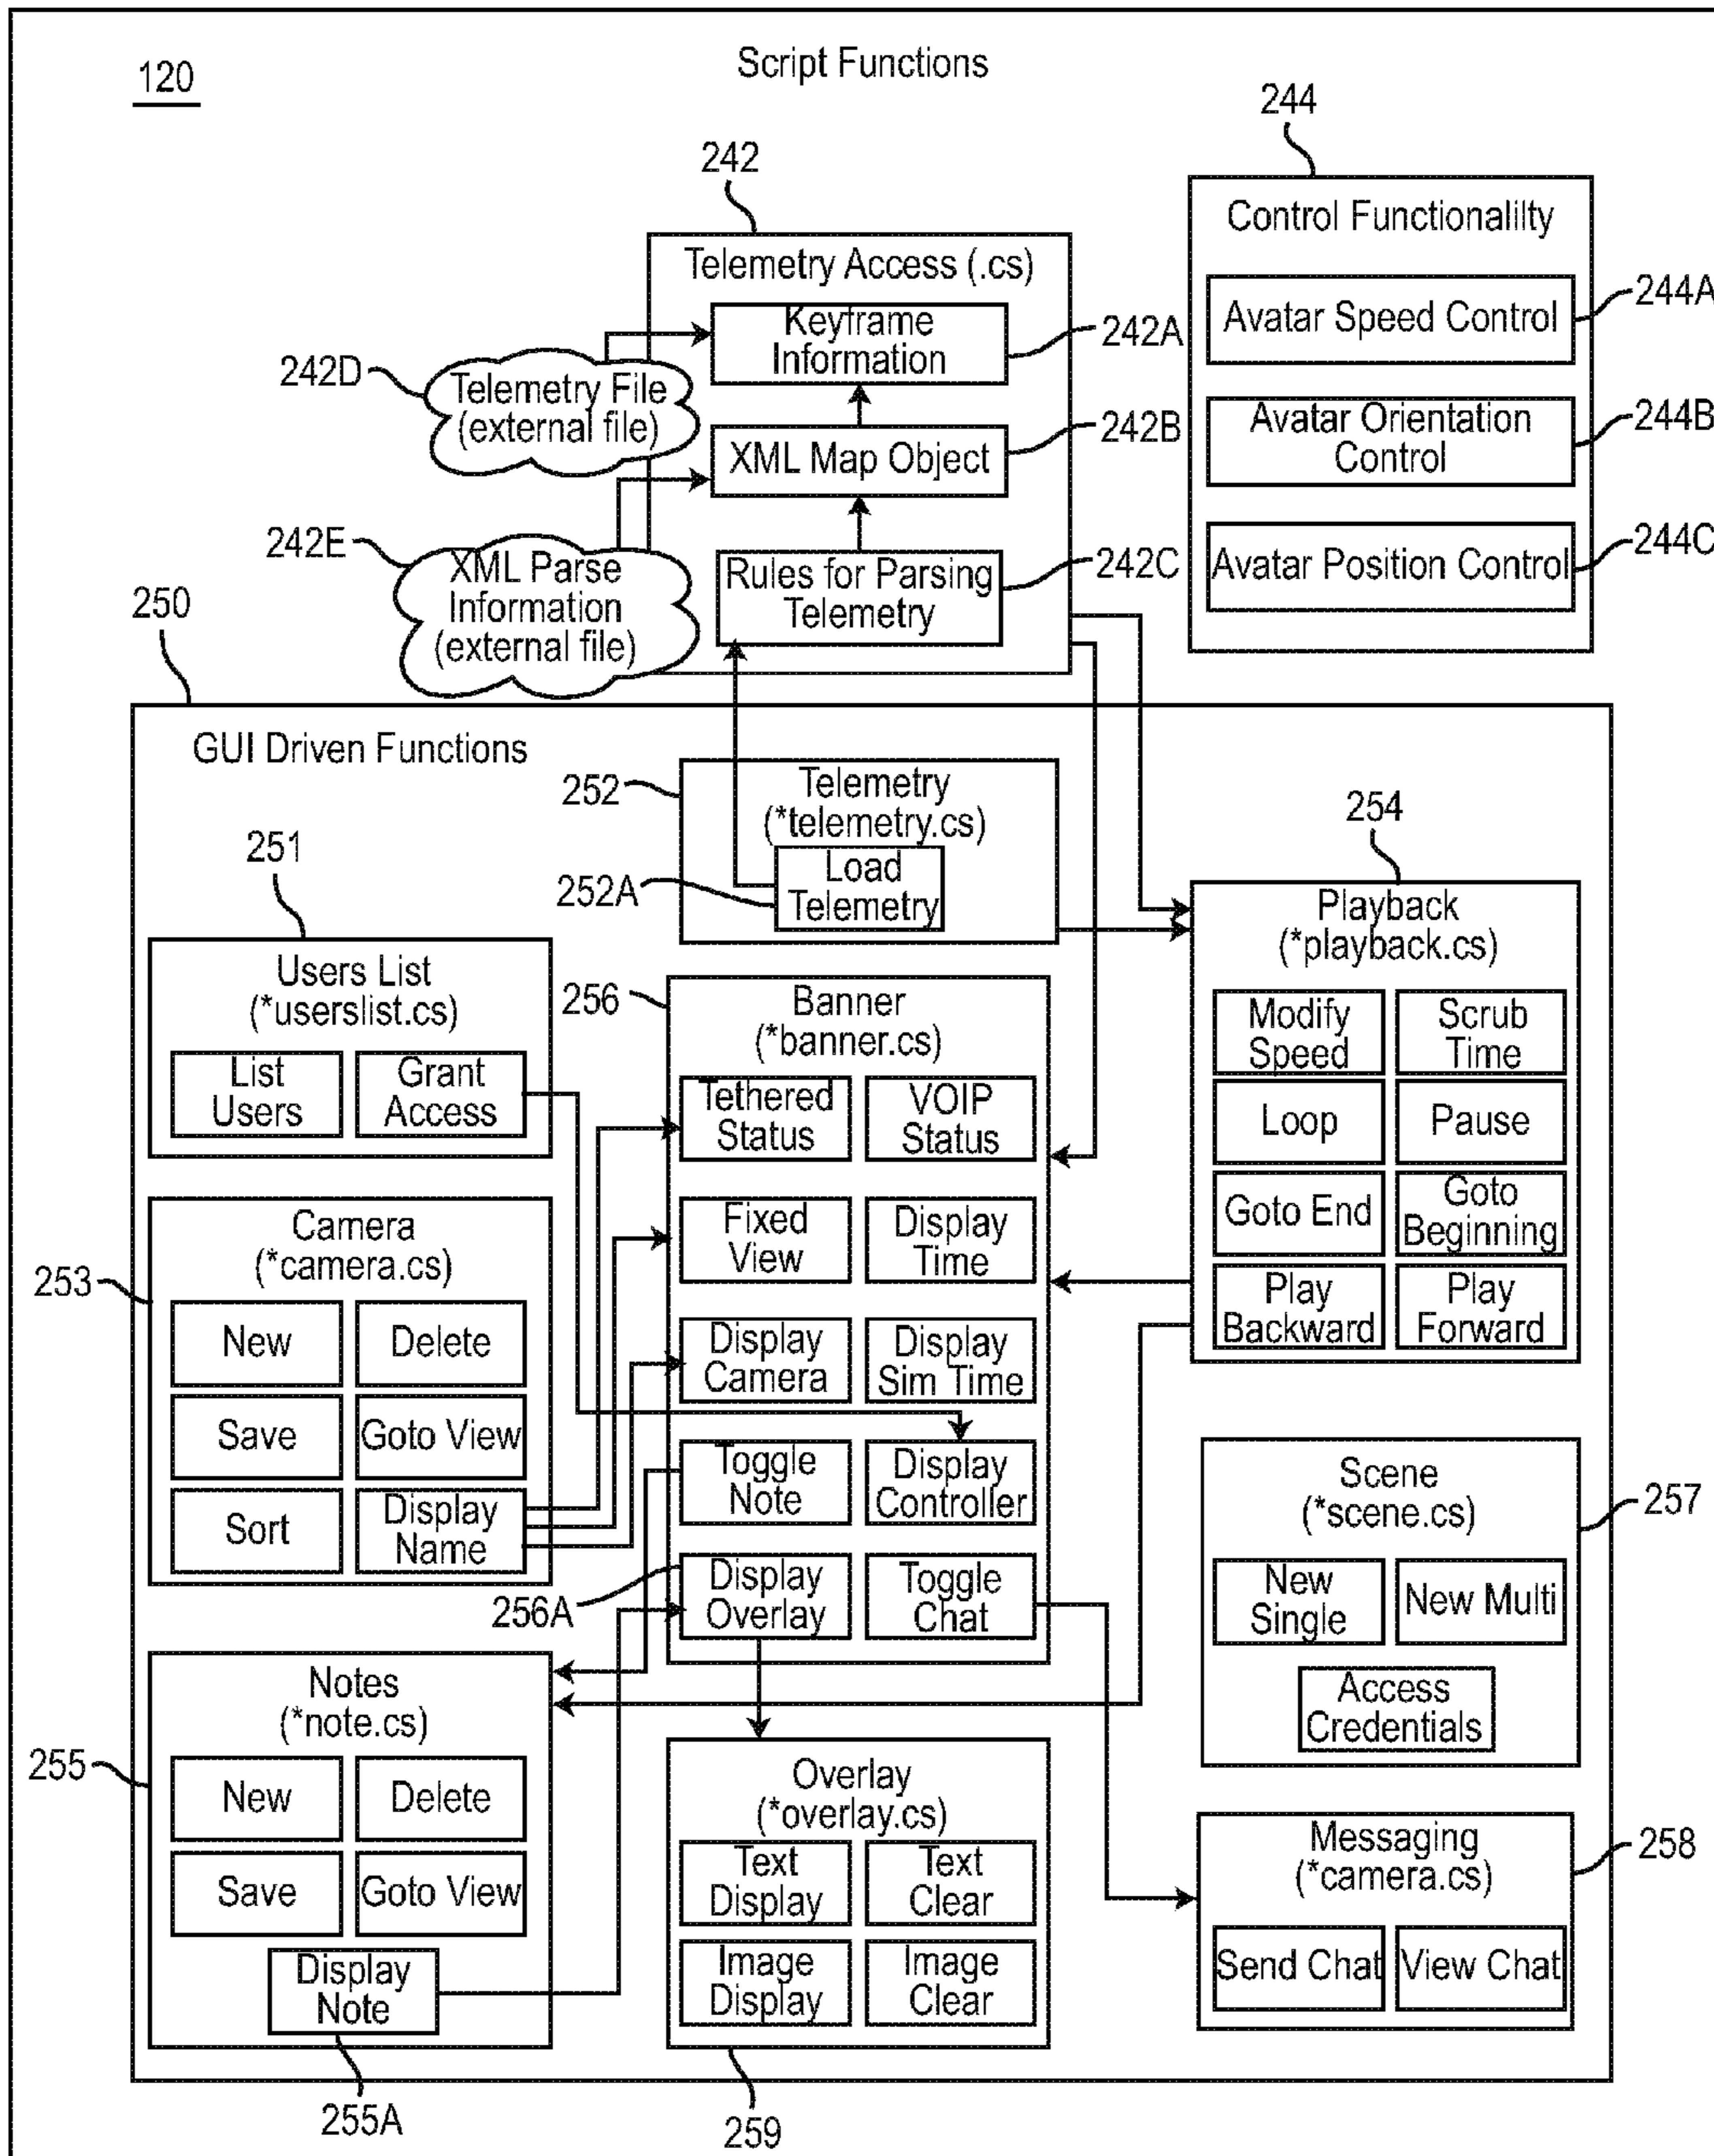 120
Script Functions
242
Telemetry Access (.cs)
Keyframe
Information
242A
242D
Telemetry File
(external file)
XML Map Object
242B
242E
XML Parse
Information
(external file)
Rules for Parsing
Telemetry
242C
244
Control Functionalilty
Avatar Speed Control
244A
Avatar Orientation
Control
244B
Avatar Position Control
244C
250
GUI Driven Functions
252
Telemetry
(*telemetry.cs)
252A
Load
Telemetry
251
Users List
(*userslist.cs)
List
Users
Grant
Access
253
Camera
(*camera.cs)
New
Delete
Save
Goto View
Sort
Display
Name
255
Notes
(*note.cs)
New
Delete
Save
Goto View
Display
Note
255A
256
Banner
(*banner.cs)
Tethered
Status
VOIP
Status
Fixed
View
Display
Time
Display
Camera
Display
Sim Time
Toggle
Note
Display
Controller
256A
Display
Overlay
Toggle
Chat
Overlay
(*overlay.cs)
Text
Display
Text
Clear
Image
Display
Image
Clear
259
254
Playback
(*playback.cs)
Modify
Speed
Scrub
Time
Loop
Pause
Goto End
Goto
Beginning
Play
Backward
Play
Forward
Scene
(*scene.cs)
257
New
Single
New Multi
Access
Credentials
Messaging
(*camera.cs)
258
Send Chat
View Chat